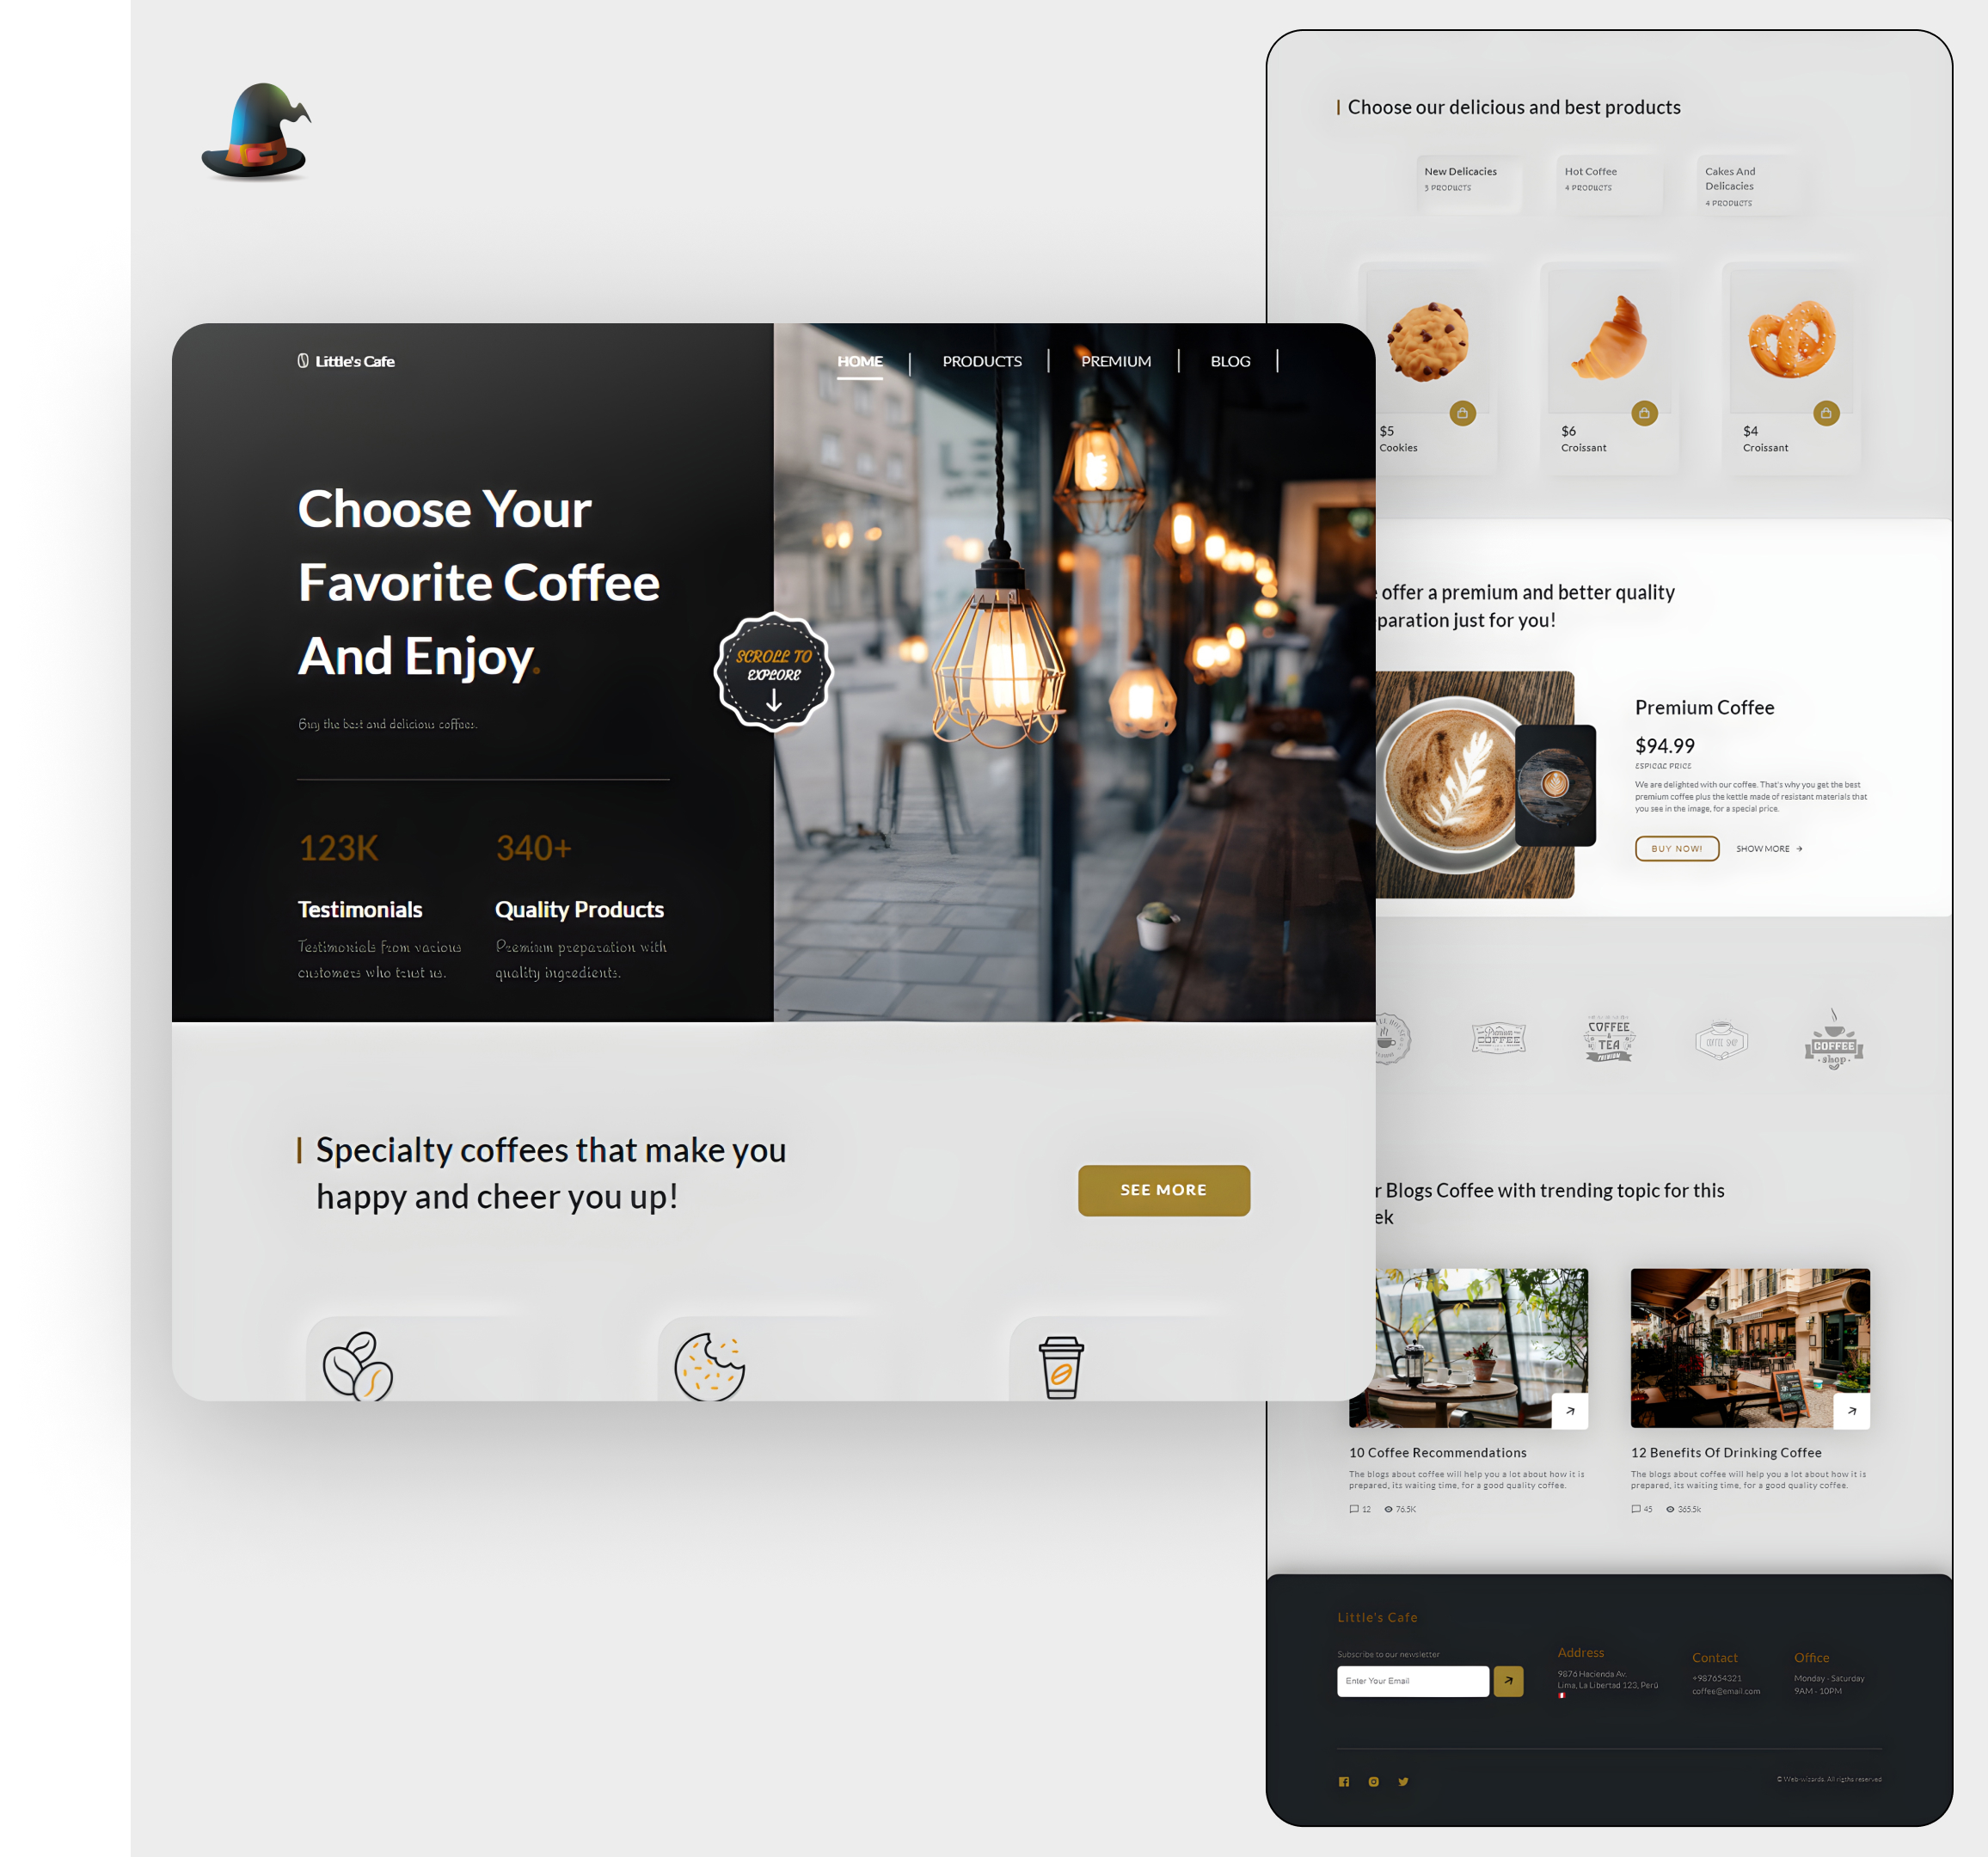 Little's Cafe
HOME
PRODUCTS
PREMIUM
BLOG
Choose Your
Favorite Coffee
And Enjoy.
Buy the best and delicious coffees.
SCROLL TO
EXPLORE
123K
Testimonials
Testimonials from various
customers who trust us.
340+
Quality Products
Premium preparation with
quality ingredients.
Specialty coffees that make you
happy and cheer you up!
SEE MORE
Choose our delicious and best products
New Delicacies
3 PRODUCTS
Hot Coffee
4 PRODUCTS
Cakes And
Delicacies
4 PRODUCTS
$5
Cookies
$6
Croissant
$4
Croissant
offer a premium and better quality
paration just for you!
Premium Coffee
$94.99
ESPICAL PRICE
We are delighted with our coffee. That's why you get the best
premium coffee plus the kettle made of resistant materials that
you see in the image, for a special price.
BUY NOW!
SHOW MORE
Premium
COFFEE
COFFEE
&
TEA
PREMIUM
COFFEE SHOP
COFFEE
shop
r Blogs Coffee with trending topic for this
ek
10 Coffee Recommendations
The blogs about coffee will help you a lot about how it is
prepared, its waiting time, for a good quality coffee.
12
76.5K
12 Benefits Of Drinking Coffee
The blogs about coffee will help you a lot about how it is
prepared, its waiting time, for a good quality coffee.
45
365.5k
Little's Cafe
Subscribe to our newsletter
Enter Your Email
Address
9876 Hacienda Av.
Lima, La Libertad 123, Perú
Contact
+987654321
coffee@email.com
Office
Monday - Saturday
9AM - 10PM
© Web-wizards. All rigths reserved